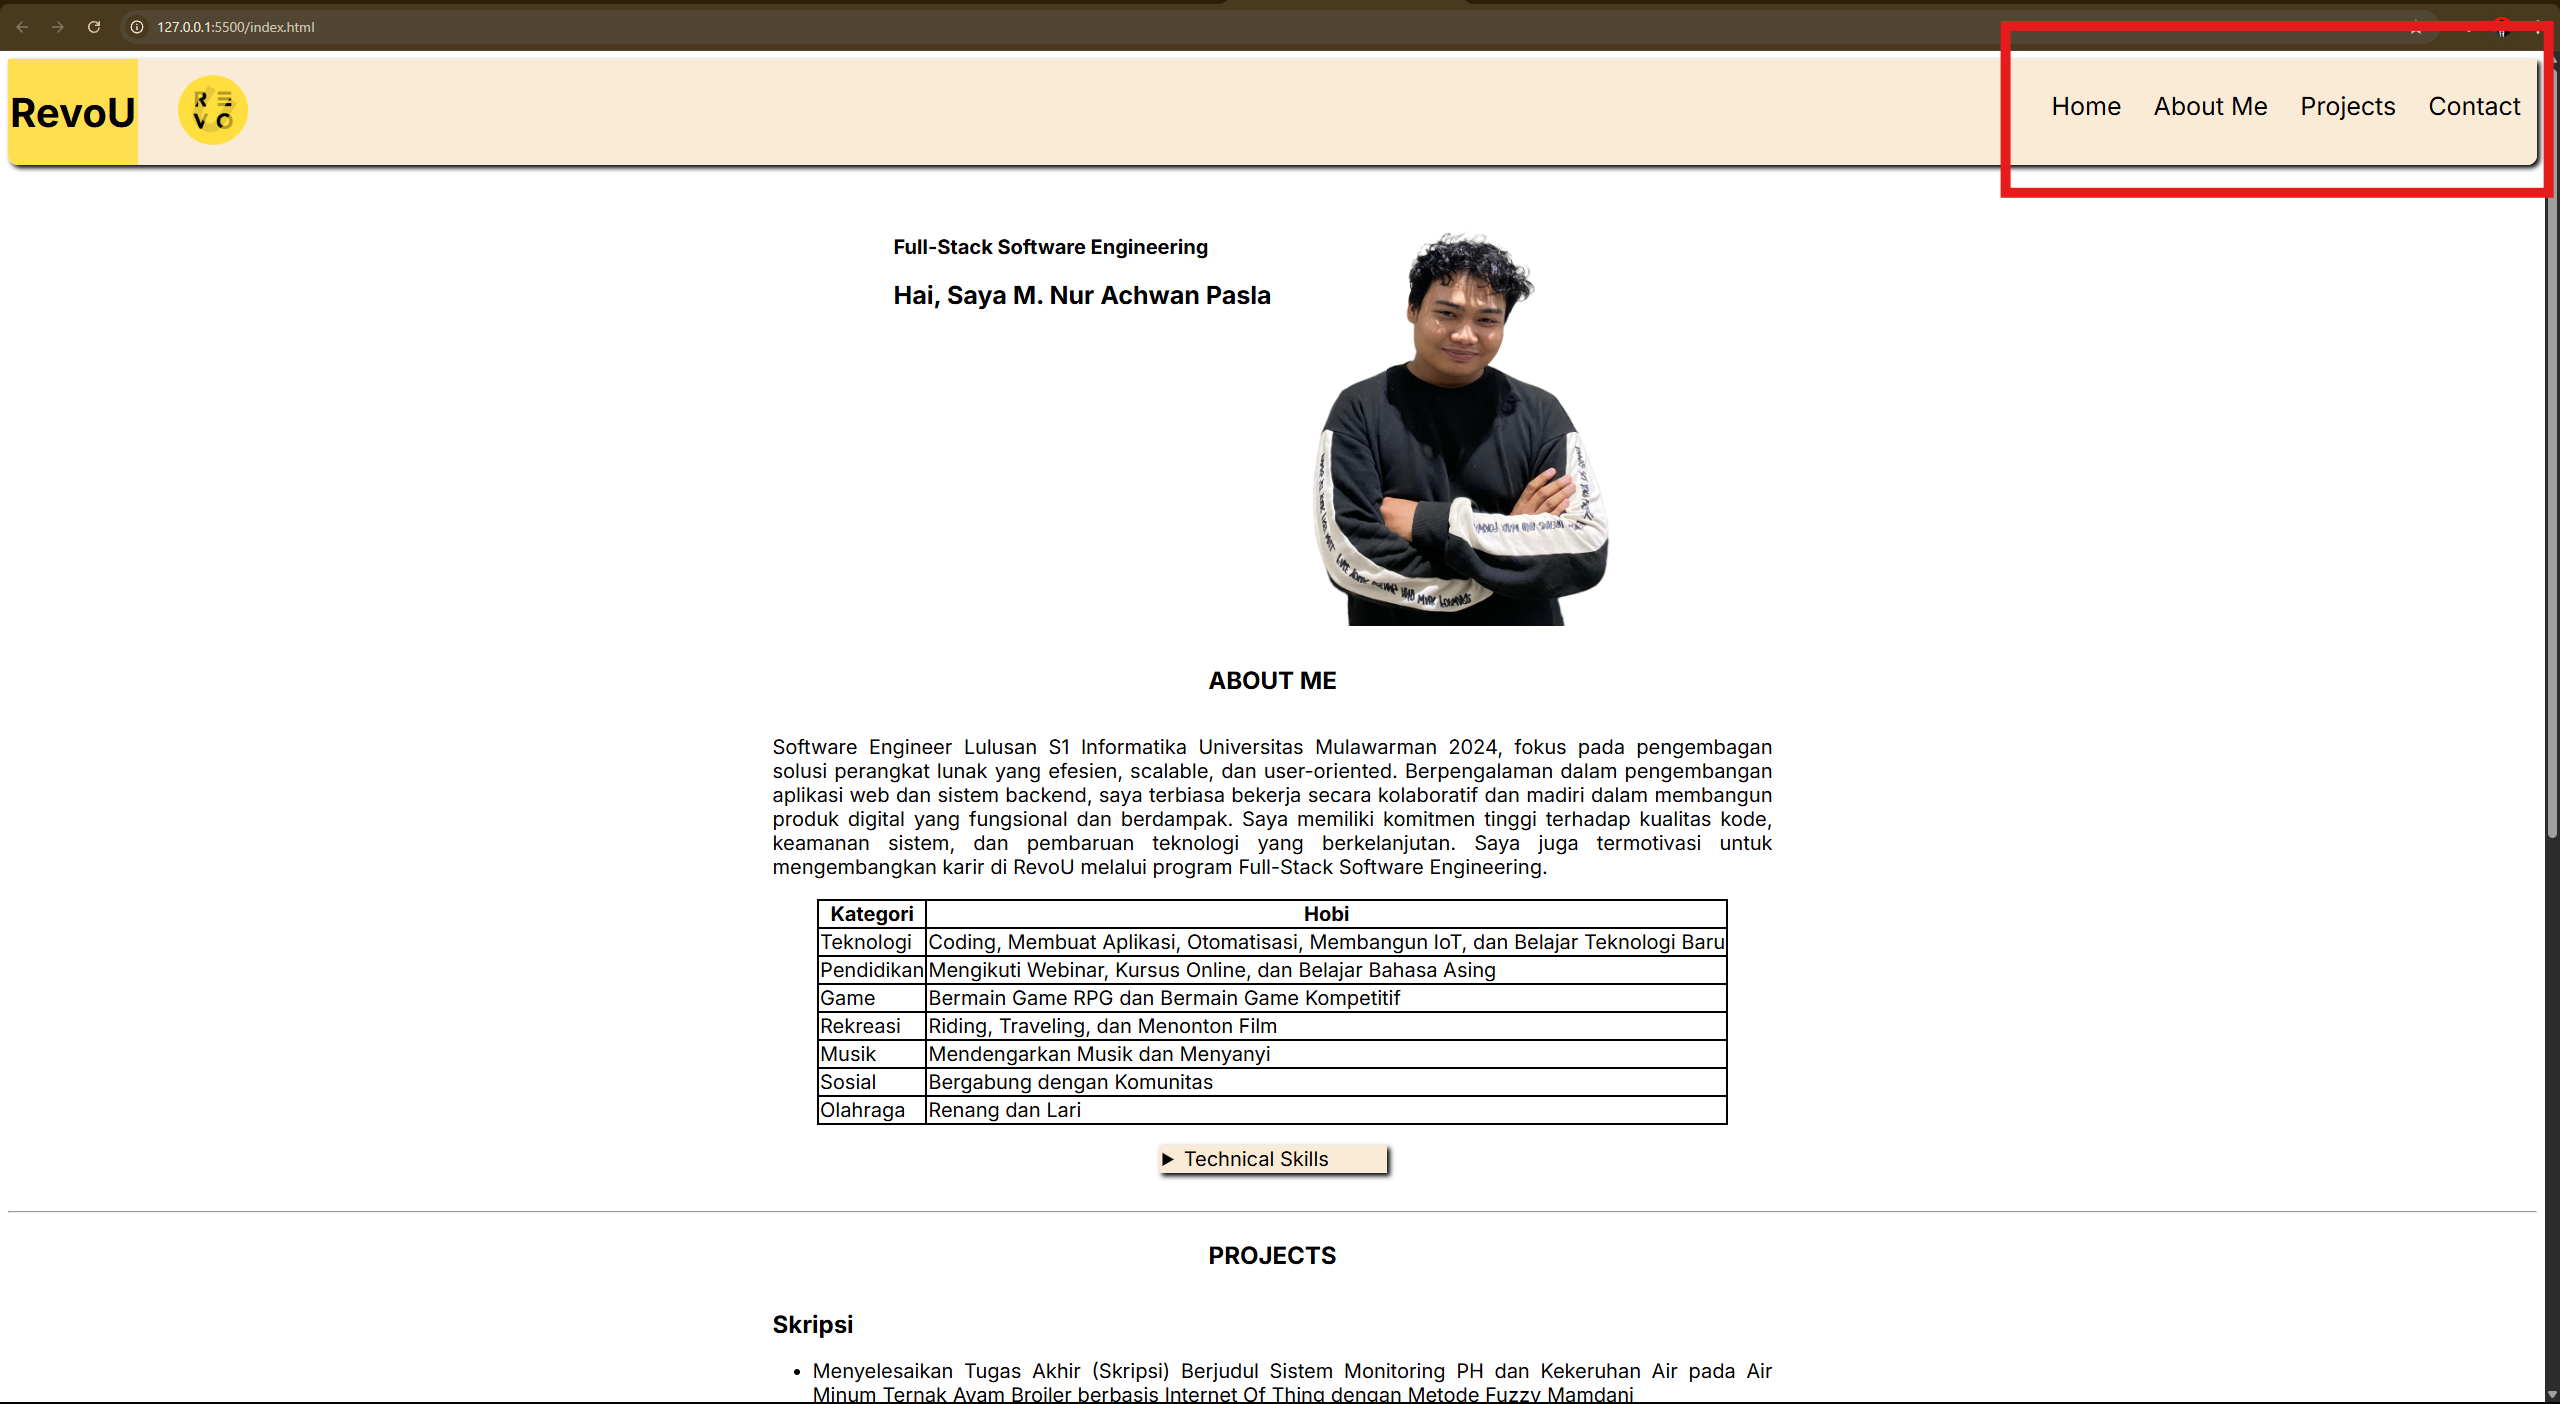 127.0.0.1:5500/index.html
RevoU
R E
V O
Home About Me Projects Contact
Full-Stack Software Engineering
Hai, Saya M. Nur Achwan Pasla
ABOUT ME
Software Engineer Lulusan S1 Informatika Universitas Mulawarman 2024, fokus pada pengembagan
solusi perangkat lunak yang efesien, scalable, dan user-oriented. Berpengalaman dalam pengembangan
aplikasi web dan sistem backend, saya terbiasa bekerja secara kolaboratif dan madiri dalam membangun
produk digital yang fungsional dan berdampak. Saya memiliki komitmen tinggi terhadap kualitas kode,
keamanan sistem, dan pembaruan teknologi yang berkelanjutan. Saya juga termotivasi untuk
mengembangkan karir di RevoU melalui program Full-Stack Software Engineering.
Kategori Hobi
Teknologi Coding, Membuat Aplikasi, Otomatisasi, Membangun IoT, dan Belajar Teknologi Baru
Pendidikan Mengikuti Webinar, Kursus Online, dan Belajar Bahasa Asing
Game Bermain Game RPG dan Bermain Game Kompetitif
Rekreasi Riding, Traveling, dan Menonton Film
Musik Mendengarkan Musik dan Menyanyi
Sosial Bergabung dengan Komunitas
Olahraga Renang dan Lari
▶ Technical Skills
PROJECTS
Skripsi
• Menyelesaikan Tugas Akhir (Skripsi) Berjudul Sistem Monitoring PH dan Kekeruhan Air pada Air
Minum Ternak Ayam Broiler berbasis Internet Of Thing dengan Metode Fuzzy Mamdani